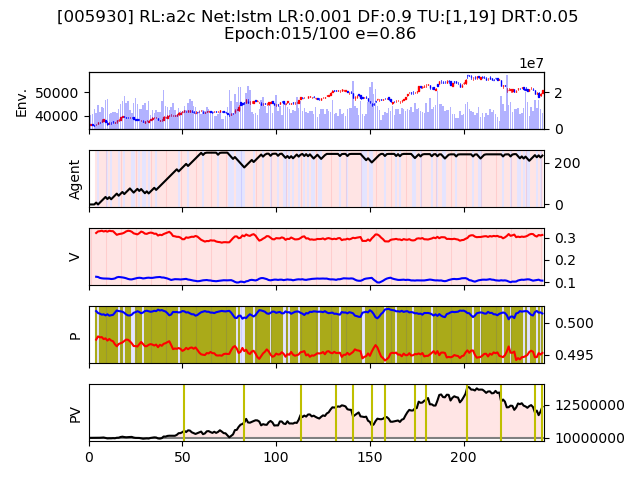 [005930] RL:a2c Net:lstm LR:0.001 DF:0.9 TU:[1,19] DRT:0.05
Epoch:015/100 e=0.86
1e7
Env.
50000
40000
2
0
Agent
200
0
V
0.3
0.2
0.1
P
0.500
0.495
PV
12500000
10000000
0 50 100 150 200